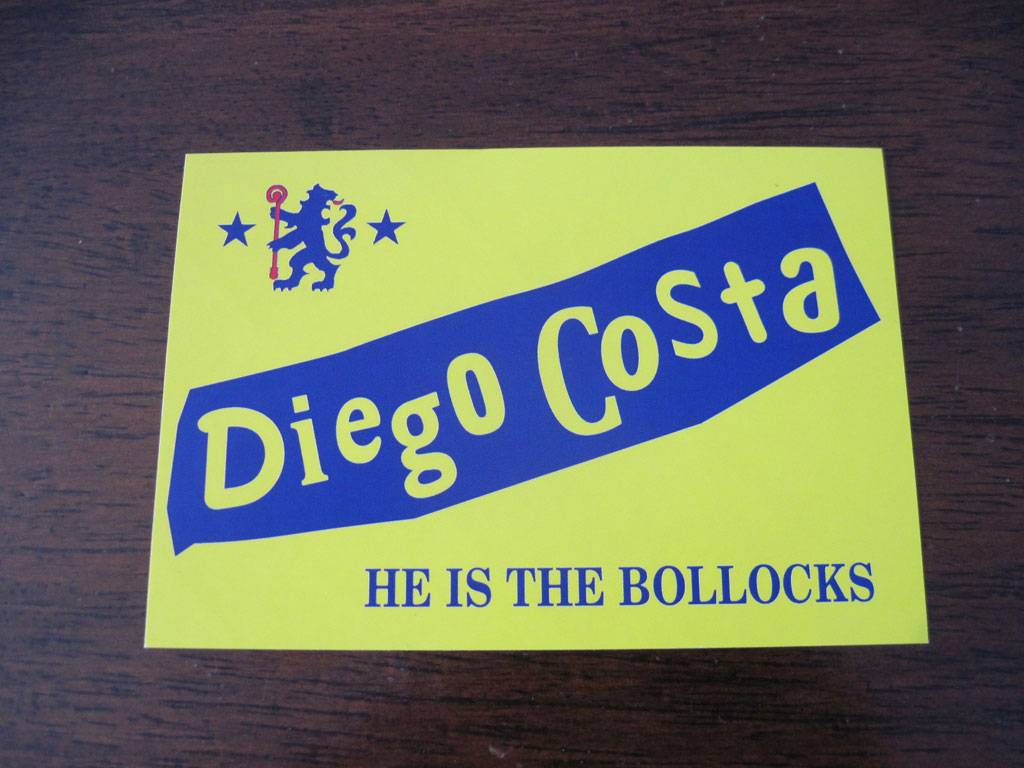 Diego Costa
HE IS THE BOLLOCKS